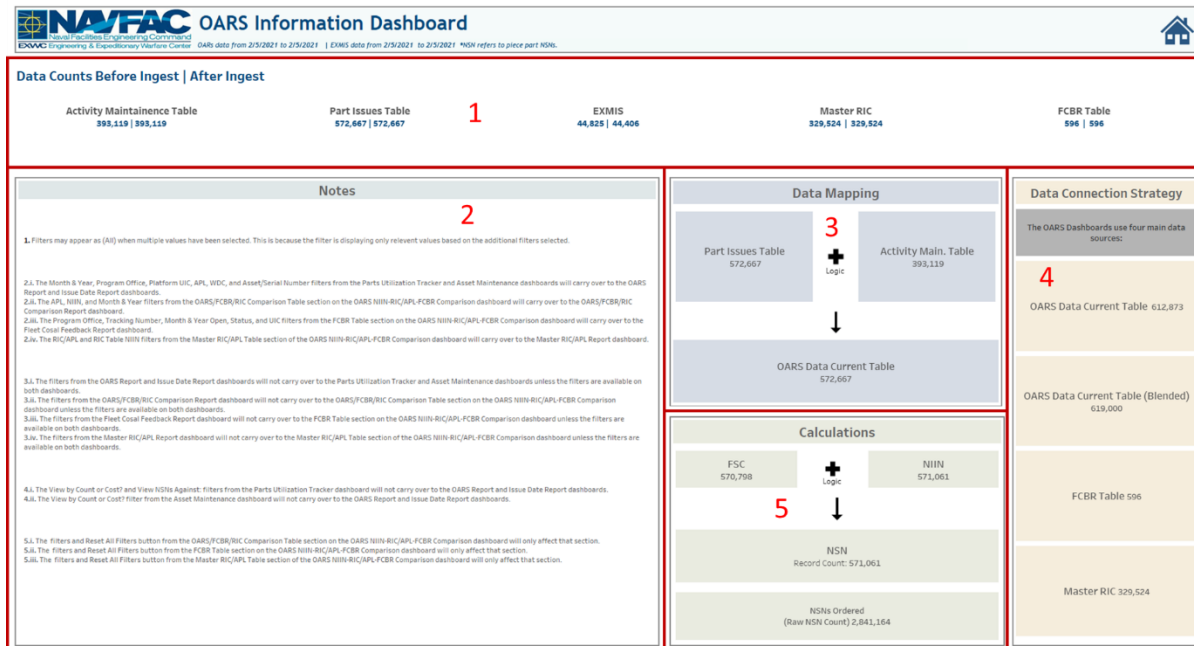 NAVFAC
Naval Facilities Engineering Command
EXWC Engineering & Expeditionary Warfare Center
OARS Information Dashboard
OARs data from 2/5/2021 to 2/5/2021 | EXMIS data from 2/5/2021 to 2/5/2021 *NSN refers to piece part NSNs.
Data Counts Before Ingest | After Ingest
Activity Maintainence Table
393,119 | 393,119
Part Issues Table
572,667 | 572,667
1
EXMIS
44,825 | 44,406
Master RIC
329,524 | 329,524
FCBR Table
596 | 596
Notes
2
1. Filters may appear as (All) when multiple values have been selected. This is because the filter is displaying only relevent values based on the additional filters selected.
2.i. The Month & Year, Program Office, Platform UIC, APL, WDC, and Asset/Serial Number filters from the Parts Utilization Tracker and Asset Maintenance dashboards will carry over to the OARS
Report and Issue Date Report dashboards.
2.ii. The APL, NIIN, and Month & Year filters from the OARS/FCBR/RIC Comparison Table section on the OARS NIIN-RIC/APL-FCBR Comparison dashboard will carry over to the OARS/FCBR/RIC
Comparison Report dashboard.
2.iii. The Program Office, Tracking Number, Month & Year Open, Status, and UIC filters from the FCBR Table section on the OARS NIIN-RIC/APL-FCBR Comparison dashboard will carry over to the
Fleet Cosal Feedback Report dashboard.
2.iv. The RIC/APL and RIC Table NIIN filters from the Master RIC/APL Table section of the OARS NIIN-RIC/APL-FCBR Comparison dashboard will carry over to the Master RIC/APL Report dashboard.
3.i. The filters from the OARS Report and Issue Date Report dashboards will not carry over to the Parts Utilization Tracker and Asset Maintenance dashboards unless the filters are available on
both dashboards.
3.ii. The filters from the OARS/FCBR/RIC Comparison Report dashboard will not carry over to the OARS/FCBR/RIC Comparison Table section on the OARS NIIN-RIC/APL-FCBR Comparison
dashboard unless the filters are available on both dashboards.
3.iii. The filters from the Fleet Cosal Feedback Report dashboard will not carry over to the FCBR Table section on the OARS NIIN-RIC/APL-FCBR Comparison dashboard unless the filters are
available on both dashboards.
3.iv. The filters from the Master RIC/APL Report dashboard will not carry over to the Master RIC/APL Table section of the OARS NIIN-RIC/APL-FCBR Comparison dashboard unless the filters are
available on both dashboards.
4.i. The View by Count or Cost? and View NSNs Against: filters from the Parts Utilization Tracker dashboard will not carry over to the OARS Report and Issue Date Report dashboards.
4.ii. The View by Count or Cost? filter from the Asset Maintenance dashboard will not carry over to the OARS Report and Issue Date Report dashboards.
5.i. The filters and Reset All Filters button from the OARS/FCBR/RIC Comparison Table section on the OARS NIIN-RIC/APL-FCBR Comparison dashboard will only affect that section.
5.ii. The filters and Reset All Filters button from the FCBR Table section on the OARS NIIN-RIC/APL-FCBR Comparison dashboard will only affect that section.
5.iii. The filters and Reset All Filters button from the Master RIC/APL Table section of the OARS NIIN-RIC/APL-FCBR Comparison dashboard will only affect that section.
Data Mapping
3
Part Issues Table
572,667
Logic
Activity Main. Table
393,119
OARS Data Current Table
572,667
Calculations
FSC
570,798
Logic
NIIN
571,061
5
NSN
Record Count: 571,061
NSNs Ordered
(Raw NSN Count) 2,841,164
Data Connection Strategy
The OARS Dashboards use four main data
sources:
4
OARS Data Current Table 612,873
OARS Data Current Table (Blended)
619,000
FCBR Table 596
Master RIC 329,524